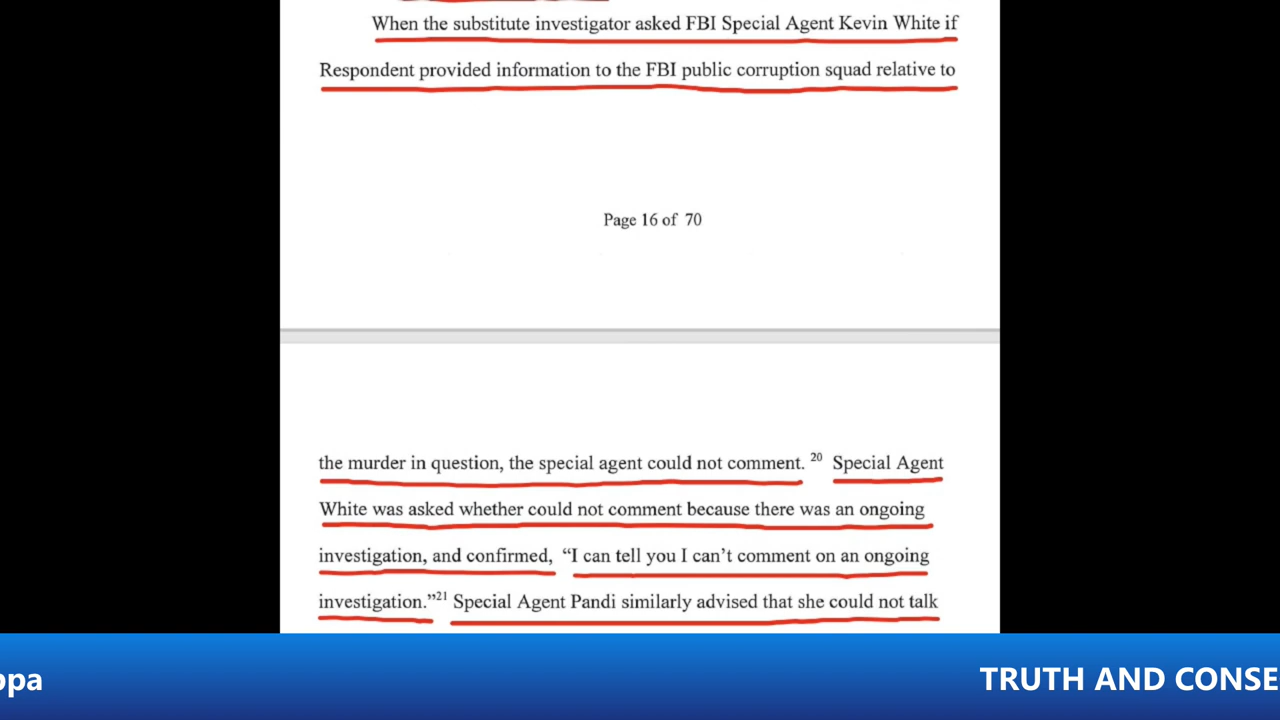 When the substitute investigator asked FBI Special Agent Kevin White if
Respondent provided information to the FBI public corruption squad relative to
Page 16 of 70
the murder in question, the special agent could not comment. 20 Special Agent
White was asked whether could not comment because there was an ongoing
investigation, and confirmed, “I can tell you I can’t comment on an ongoing
investigation.”21 Special Agent Pandi similarly advised that she could not talk
ppa TRUTH AND CONSE